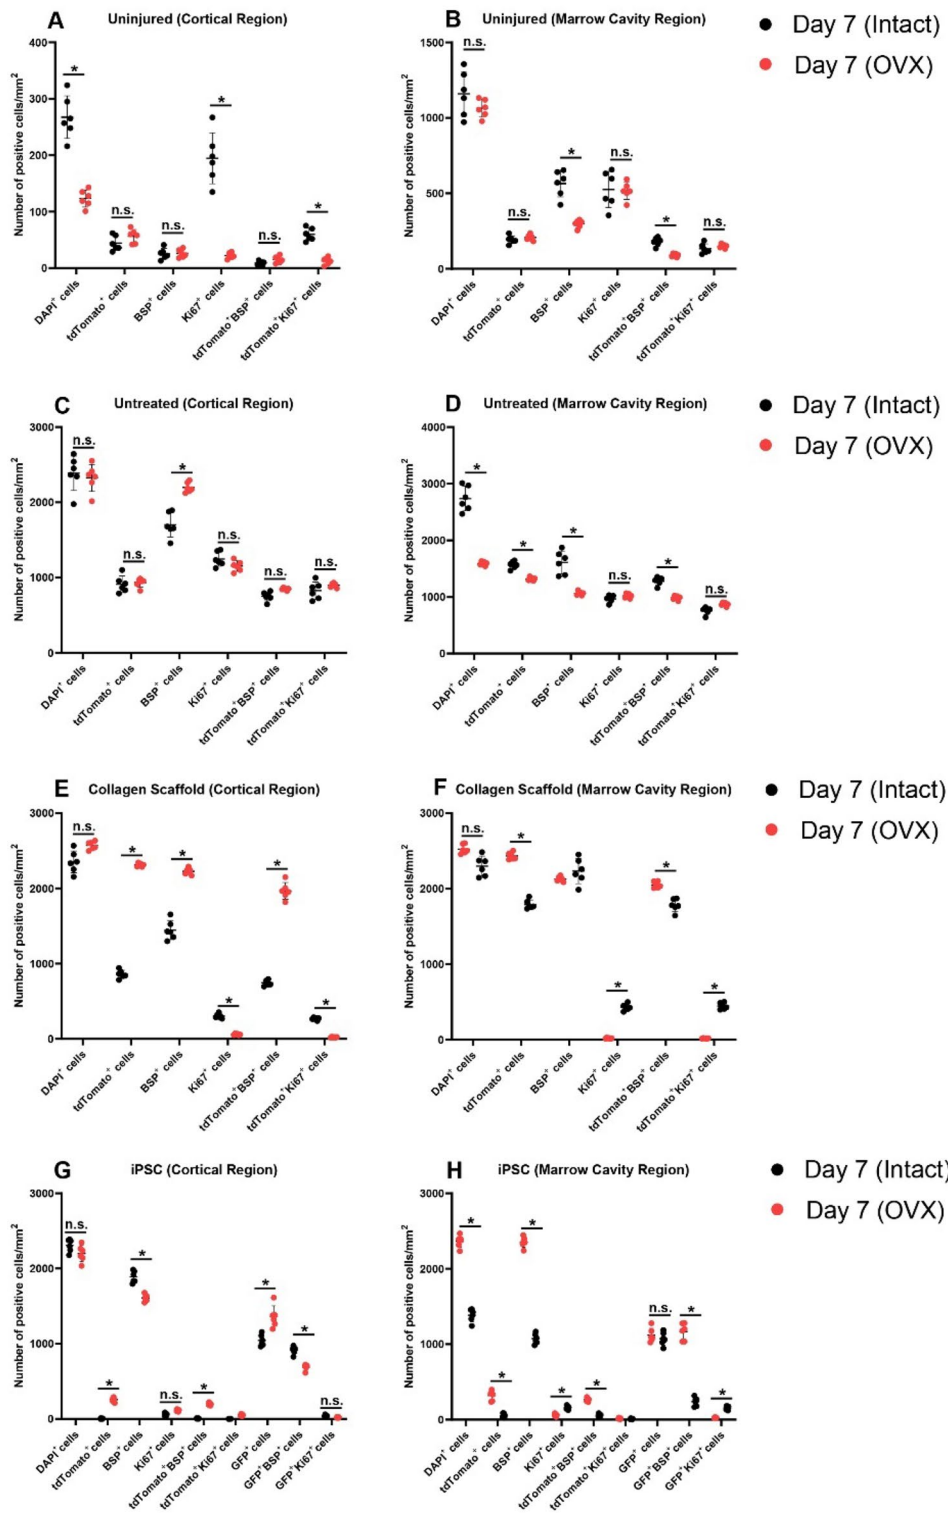 A Uninjured (Cortical Region)
Number of positive cells/mm²
400
300
200
100
0
* n.s. n.s. * n.s. *
DAPI⁺ cells
tdTomato⁺ cells
BSP⁺ cells
Ki67⁺ cells
tdTomato⁺BSP⁺ cells
tdTomato⁺Ki67⁺ cells
B Uninjured (Marrow Cavity Region)
Number of positive cells/mm²
1500
1000
500
0
n.s. n.s. * n.s. * n.s.
DAPI⁺ cells
tdTomato⁺ cells
BSP⁺ cells
Ki67⁺ cells
tdTomato⁺BSP⁺ cells
tdTomato⁺Ki67⁺ cells
Day 7 (Intact)
Day 7 (OVX)
C Untreated (Cortical Region)
Number of positive cells/mm²
3000
2000
1000
0
n.s. n.s. * n.s. n.s. n.s.
DAPI⁺ cells
tdTomato⁺ cells
BSP⁺ cells
Ki67⁺ cells
tdTomato⁺BSP⁺ cells
tdTomato⁺Ki67⁺ cells
D Untreated (Marrow Cavity Region)
Number of positive cells/mm²
4000
3000
2000
1000
0
* * * n.s. * n.s.
DAPI⁺ cells
tdTomato⁺ cells
BSP⁺ cells
Ki67⁺ cells
tdTomato⁺BSP⁺ cells
tdTomato⁺Ki67⁺ cells
Day 7 (Intact)
Day 7 (OVX)
E Collagen Scaffold (Cortical Region)
Number of positive cells/mm²
3000
2000
1000
0
n.s. * * * * *
DAPI⁺ cells
tdTomato⁺ cells
BSP⁺ cells
Ki67⁺ cells
tdTomato⁺BSP⁺ cells
tdTomato⁺Ki67⁺ cells
F Collagen Scaffold (Marrow Cavity Region)
Number of positive cells/mm²
3000
2000
1000
0
n.s. * * * *
DAPI⁺ cells
tdTomato⁺ cells
BSP⁺ cells
Ki67⁺ cells
tdTomato⁺BSP⁺ cells
tdTomato⁺Ki67⁺ cells
Day 7 (Intact)
Day 7 (OVX)
G iPSC (Cortical Region)
Number of positive cells/mm²
3000
2000
1000
0
n.s. * * n.s. * * * n.s.
DAPI⁺ cells
tdTomato⁺ cells
BSP⁺ cells
Ki67⁺ cells
tdTomato⁺BSP⁺ cells
tdTomato⁺Ki67⁺ cells
GFP⁺ cells
GFP⁺BSP⁺ cells
GFP⁺Ki67⁺ cells
H iPSC (Marrow Cavity Region)
Number of positive cells/mm²
3000
2000
1000
0
* * * * * n.s. * *
DAPI⁺ cells
tdTomato⁺ cells
BSP⁺ cells
Ki67⁺ cells
tdTomato⁺BSP⁺ cells
tdTomato⁺Ki67⁺ cells
GFP⁺ cells
GFP⁺BSP⁺ cells
GFP⁺Ki67⁺ cells
Day 7 (Intact)
Day 7 (OVX)